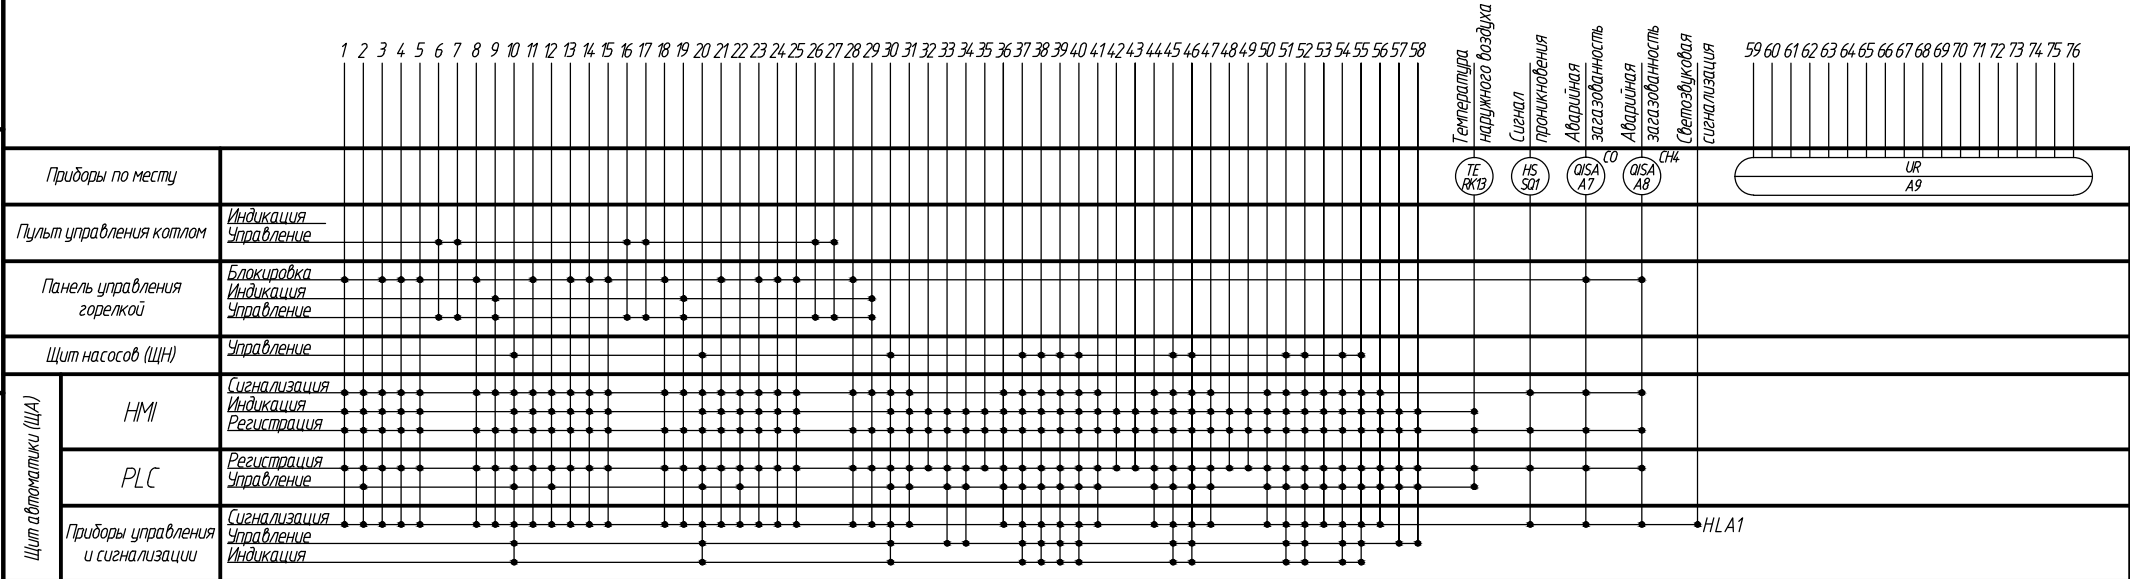 1 2 3 4 5 6 7 8 9 10 11 12 13 14 15 16 17 18 19 20 21 22 23 24 25 26 27 28 29 30 31 32 33 34 35 36 37 38 39 40 41 42 43 44 45 46 47 48 49 50 51 52 53 54 55 56 57 58
Температура
наружного воздуха
Сигнал
проникновения
Аварийная
загазованность
Аварийная
загазованность
Светозвуковая
сигнализация
59 60 61 62 63 64 65 66 67 68 69 70 71 72 73 74 75 76
Приборы по месту
TE
RK13
HS
SQ1
QISA
A7
CO
QISA
A8
CH4
UR
A9
Пульт управления котлом
Индикация
Управление
Панель управления
горелкой
Блокировка
Индикация
Управление
Щит насосов (ЩН)
Управление
Щит автоматики (ЩА)
HMI
Сигнализация
Индикация
Регистрация
PLC
Регистрация
Управление
Приборы управления
и сигнализации
Сигнализация
Управление
Индикация
HLA1